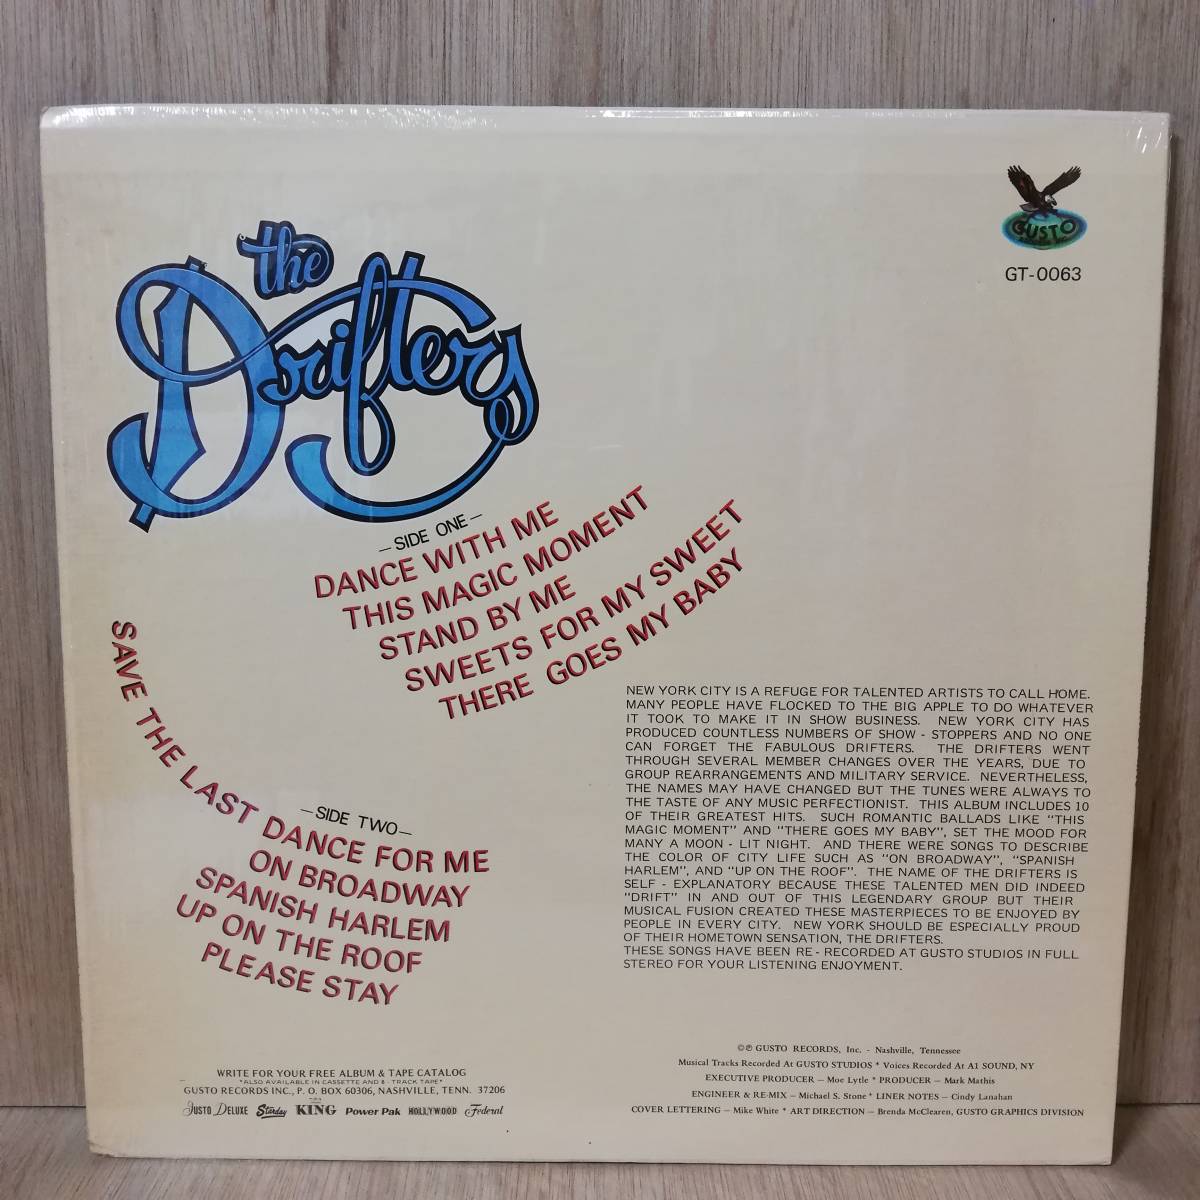 the
Drifters
GUSTO
GT-0063
—SIDE ONE—
DANCE WITH ME
THIS MAGIC MOMENT
STAND BY ME
SWEETS FOR MY SWEET
THERE GOES MY BABY
—SIDE TWO—
SAVE THE LAST DANCE FOR ME
ON BROADWAY
SPANISH HARLEM
UP ON THE ROOF
PLEASE STAY
NEW YORK CITY IS A REFUGE FOR TALENTED ARTISTS TO CALL HOME.
MANY PEOPLE HAVE FLOCKED TO THE BIG APPLE TO DO WHATEVER
IT TOOK TO MAKE IT IN SHOW BUSINESS. NEW YORK CITY HAS
PRODUCED COUNTLESS NUMBERS OF SHOW - STOPPERS AND NO ONE
CAN FORGET THE FABULOUS DRIFTERS. THE DRIFTERS WENT
THROUGH SEVERAL MEMBER CHANGES OVER THE YEARS, DUE TO
GROUP REARRANGEMENTS AND MILITARY SERVICE. NEVERTHELESS,
THE NAMES MAY HAVE CHANGED BUT THE TUNES WERE ALWAYS TO
THE TASTE OF ANY MUSIC PERFECTIONIST. THIS ALBUM INCLUDES 10
OF THEIR GREATEST HITS. SUCH ROMANTIC BALLADS LIKE "THIS
MAGIC MOMENT" AND "THERE GOES MY BABY", SET THE MOOD FOR
MANY A MOON - LIT NIGHT. AND THERE WERE SONGS TO DESCRIBE
THE COLOR OF CITY LIFE SUCH AS "ON BROADWAY", "SPANISH
HARLEM", AND "UP ON THE ROOF". THE NAME OF THE DRIFTERS IS
SELF - EXPLANATORY BECAUSE THESE TALENTED MEN DID INDEED
"DRIFT" IN AND OUT OF THIS LEGENDARY GROUP BUT THEIR
MUSICAL FUSION CREATED THESE MASTERPIECES TO BE ENJOYED BY
PEOPLE IN EVERY CITY. NEW YORK SHOULD BE ESPECIALLY PROUD
OF THEIR HOMETOWN SENSATION, THE DRIFTERS.
THESE SONGS HAVE BEEN RE - RECORDED AT GUSTO STUDIOS IN FULL
STEREO FOR YOUR LISTENING ENJOYMENT.
©℗ GUSTO RECORDS, Inc. - Nashville, Tennessee
Musical Tracks Recorded At GUSTO STUDIOS * Voices Recorded At A1 SOUND, NY
EXECUTIVE PRODUCER — Moe Lytle * PRODUCER - Mark Mathis
ENGINEER & RE-MIX — Michael S. Stone * LINER NOTES - Cindy Lanahan
COVER LETTERING — Mike White * ART DIRECTION — Brenda McClearen, GUSTO GRAPHICS DIVISION
WRITE FOR YOUR FREE ALBUM & TAPE CATALOG
*ALSO AVAILABLE IN CASSETTE AND 8 - TRACK TAPE*
GUSTO RECORDS INC., P. O. BOX 60306, NASHVILLE, TENN. 37206
GUSTO DELUXE Starday KING Power Pak HOLLYWOOD Federal